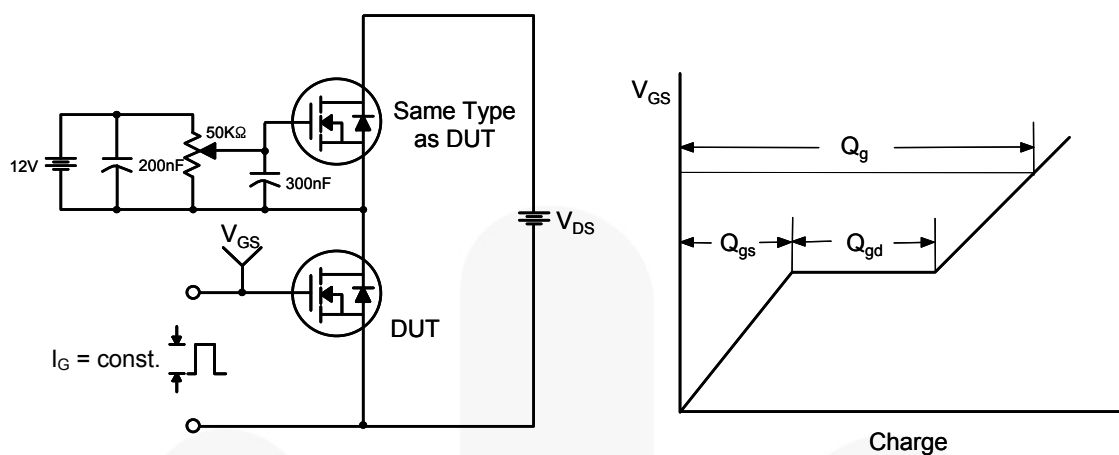 50KΩ
12V
200nF
300nF
Same Type
as DUT
V_GS
DUT
I_G = const.
V_DS
V_GS
Q_g
Q_gs
Q_gd
Charge